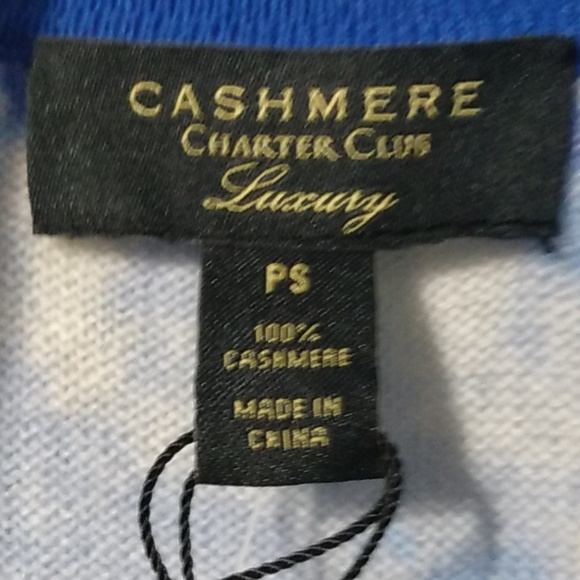 CASHMERE
CHARTER CLUB
Luxury
PS
100%
CASHMERE
MADE IN
CHINA